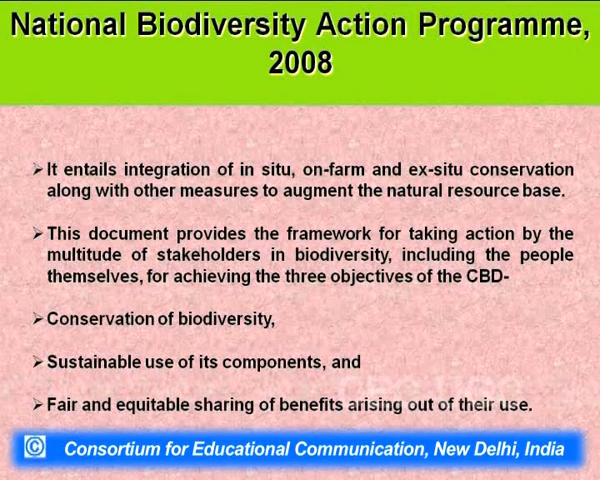 National Biodiversity Action Programme,
2008
➢It entails integration of in situ, on-farm and ex-situ conservation
along with other measures to augment the natural resource base.
➢This document provides the framework for taking action by the
multitude of stakeholders in biodiversity, including the people
themselves, for achieving the three objectives of the CBD-
➢Conservation of biodiversity,
➢Sustainable use of its components, and
➢Fair and equitable sharing of benefits arising out of their use.
© Consortium for Educational Communication, New Delhi, India